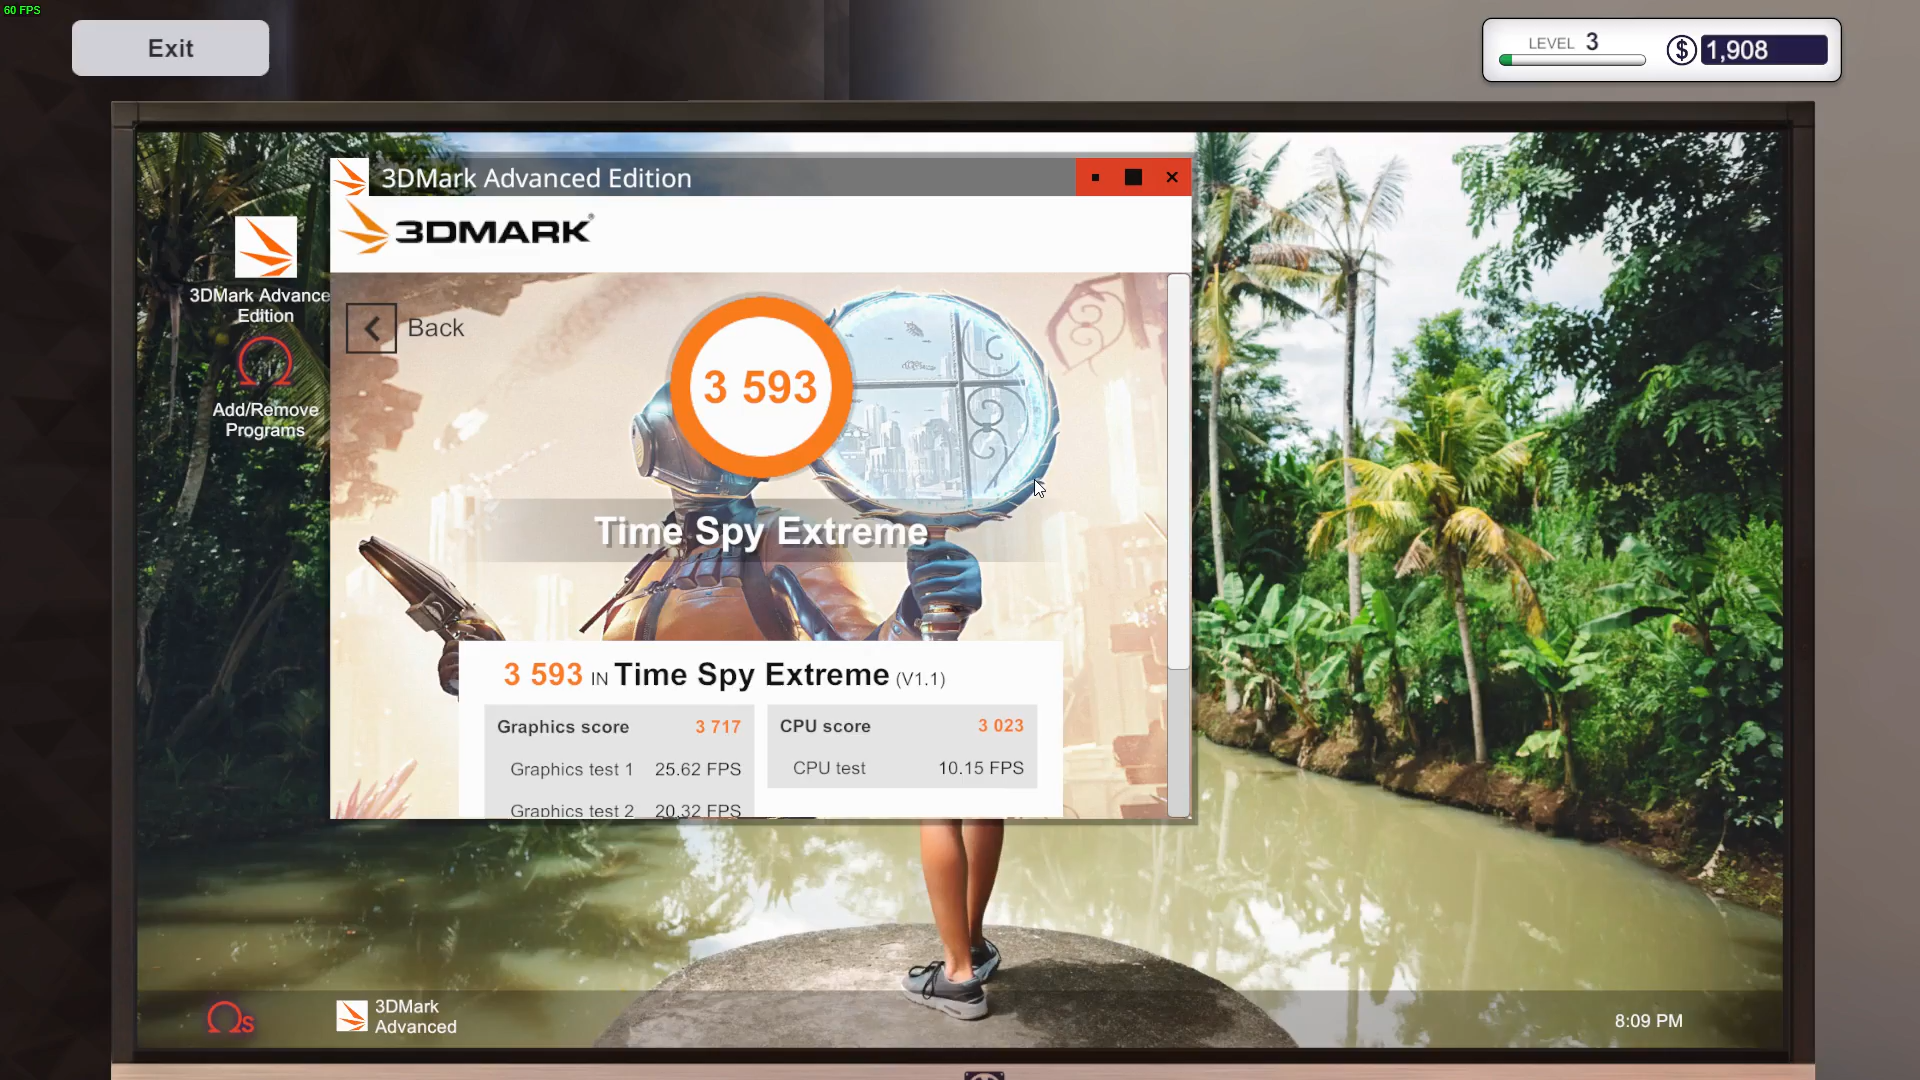 60 FPS
Exit
LEVEL 3
$ 1,908
3DMark Advanced Edition
3DMARK®
3DMark Advance
Edition
Add/Remove
Programs
Back
3 593
Time Spy Extreme
3 593 IN Time Spy Extreme (V1.1)
Graphics score 3 717
Graphics test 1 25.62 FPS
Graphics test 2 20.32 FPS
CPU score 3 023
CPU test 10.15 FPS
Ωs
3DMark
Advanced
8:09 PM